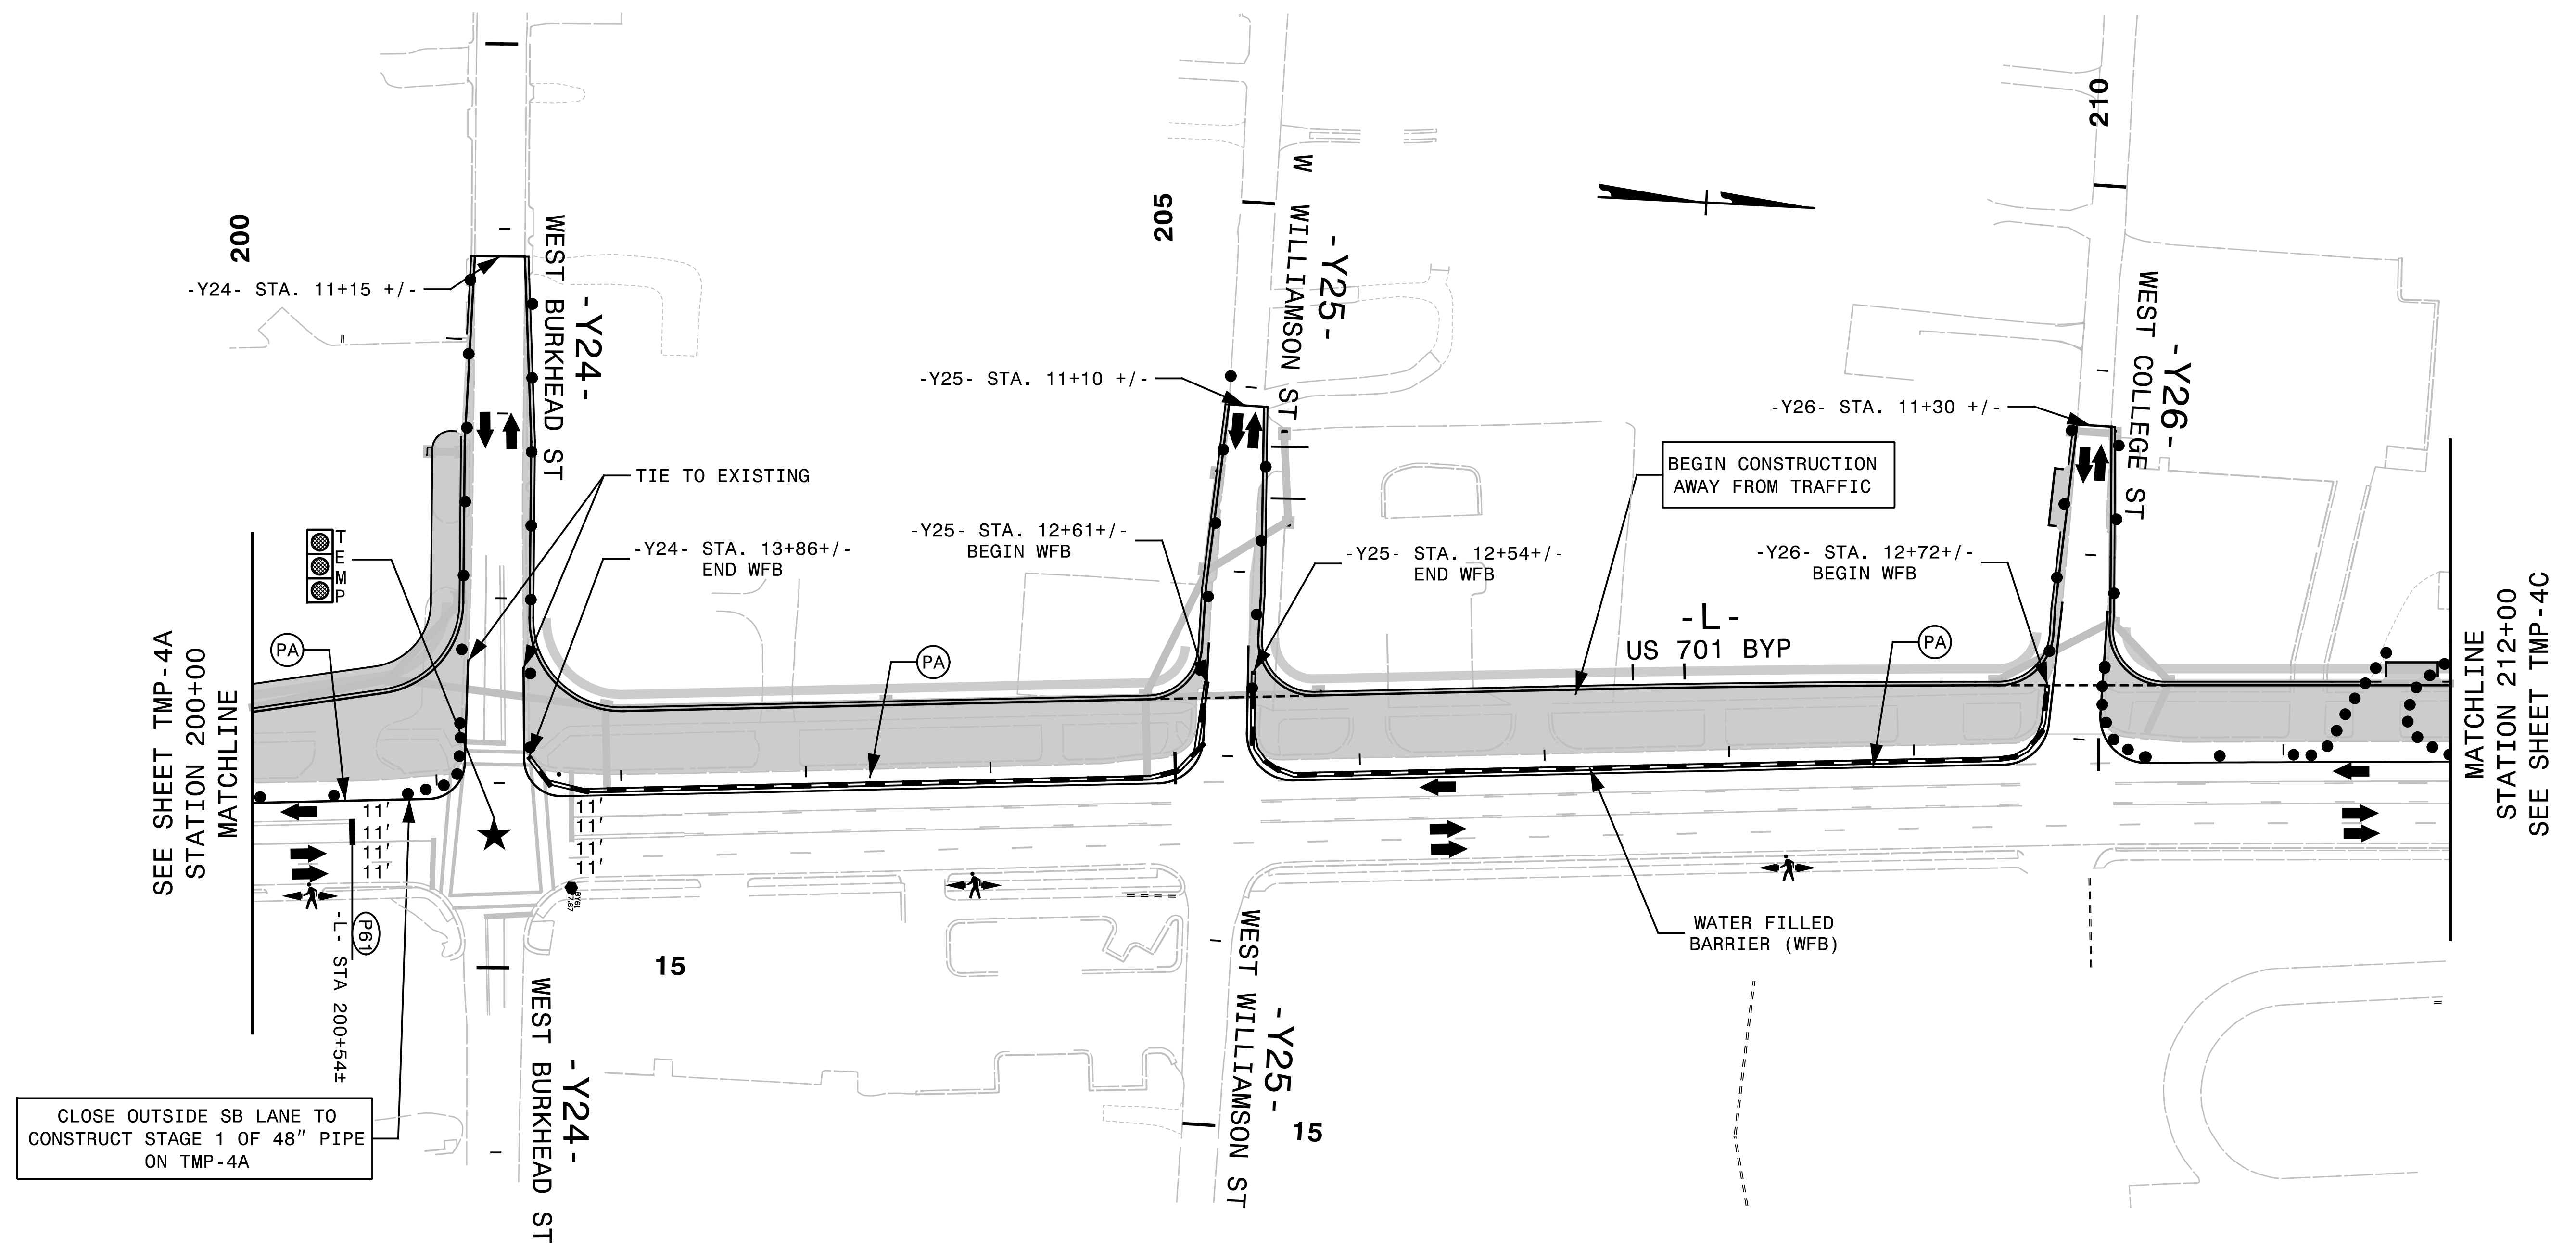 200
205
210
-Y24- STA. 11+15 +/-
WEST BURKHEAD ST
-Y24-
-Y25- STA. 11+10 +/-
W WILLIAMSON ST
-Y25-
-Y26- STA. 11+30 +/-
WEST COLLEGE ST
-Y26-
TIE TO EXISTING
-Y24- STA. 13+86+/-
END WFB
-Y25- STA. 12+61+/-
BEGIN WFB
-Y25- STA. 12+54+/-
END WFB
BEGIN CONSTRUCTION
AWAY FROM TRAFFIC
-Y26- STA. 12+72+/-
BEGIN WFB
TEMP
-L-
US 701 BYP
PA
PA
PA
SEE SHEET TMP-4A
STATION 200+00
MATCHLINE
MATCHLINE
STATION 212+00
SEE SHEET TMP-4C
11'
11'
11'
11'
11'
11'
11'
11'
P61
-L- STA 200+54±
WATER FILLED
BARRIER (WFB)
15
WEST BURKHEAD ST
-Y24-
WEST WILLIAMSON ST
-Y25-
15
CLOSE OUTSIDE SB LANE TO
CONSTRUCT STAGE 1 OF 48" PIPE
ON TMP-4A